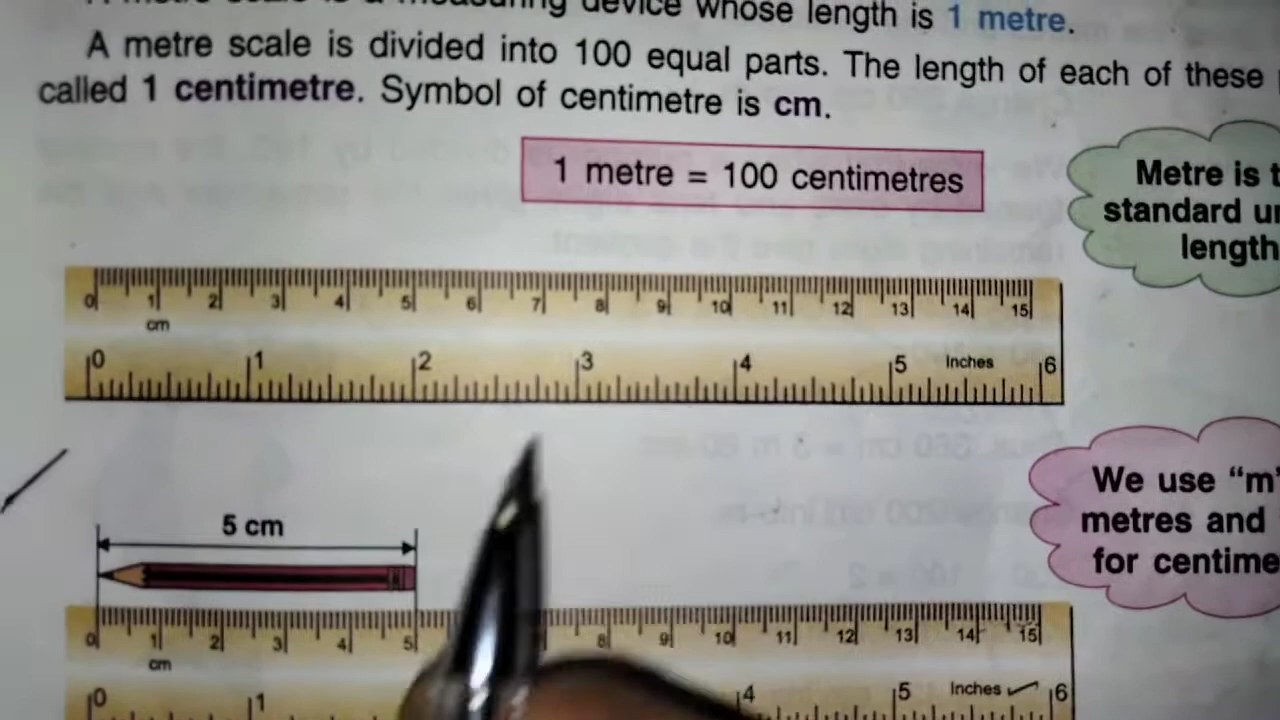 A metre scale is a measuring device whose length is 1 metre.
A metre scale is divided into 100 equal parts. The length of each of these
called 1 centimetre. Symbol of centimetre is cm.
1 metre = 100 centimetres
Metre is
standard
length
0 1 2 3 4 5 6 7 8 9 10 11 12 13 14 15
cm
0 1 2 3 4 5 Inches 6
We use “m”
metres and
for
5 cm
0 1 2 3 4 5 8 9 10 11 12 13 14 15
cm
0 1 4 5 Inches 6